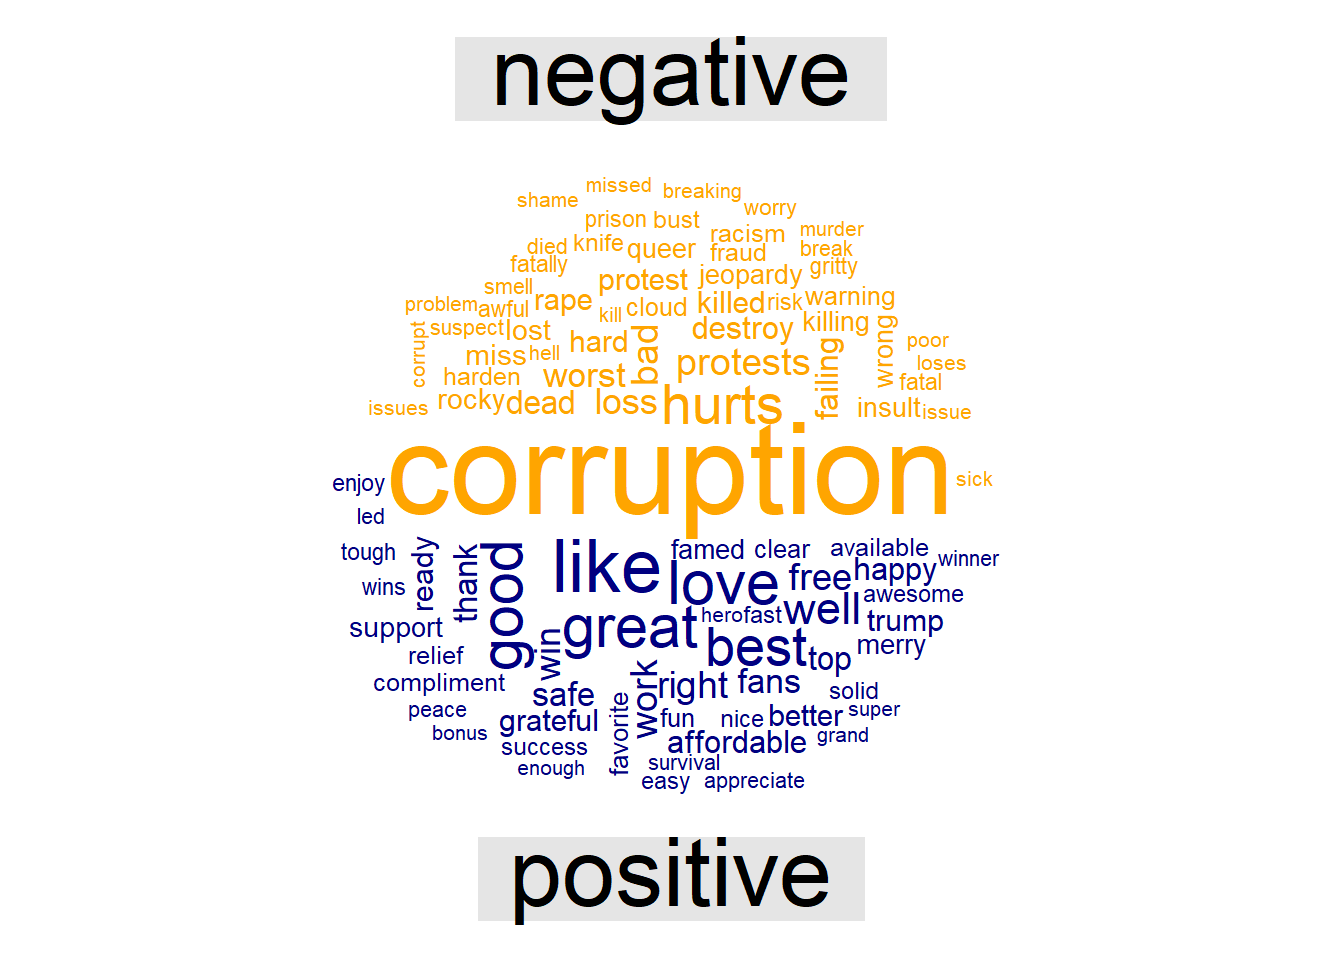 negative
missed breaking
shame worry
prison bust
racism murder
died knife queer fraud break
fatally protest jeopardy gritty
smell
problem awful rape kill cloud killed risk warning
corrupt suspect lost hard bad destroy killing wrong poor
miss hell protests failing loses
harden worst fatal
issues rocky dead loss hurts insult issue
corruption
enjoy sick
led
tough ready thank good like famed clear available winner
wins love free happy
awesome
support great hero fast well trump
relief win best top merry
compliment safe work right fans solid
peace grateful favorite fun nice better super
bonus success affordable grand
enough survival
easy appreciate
positive